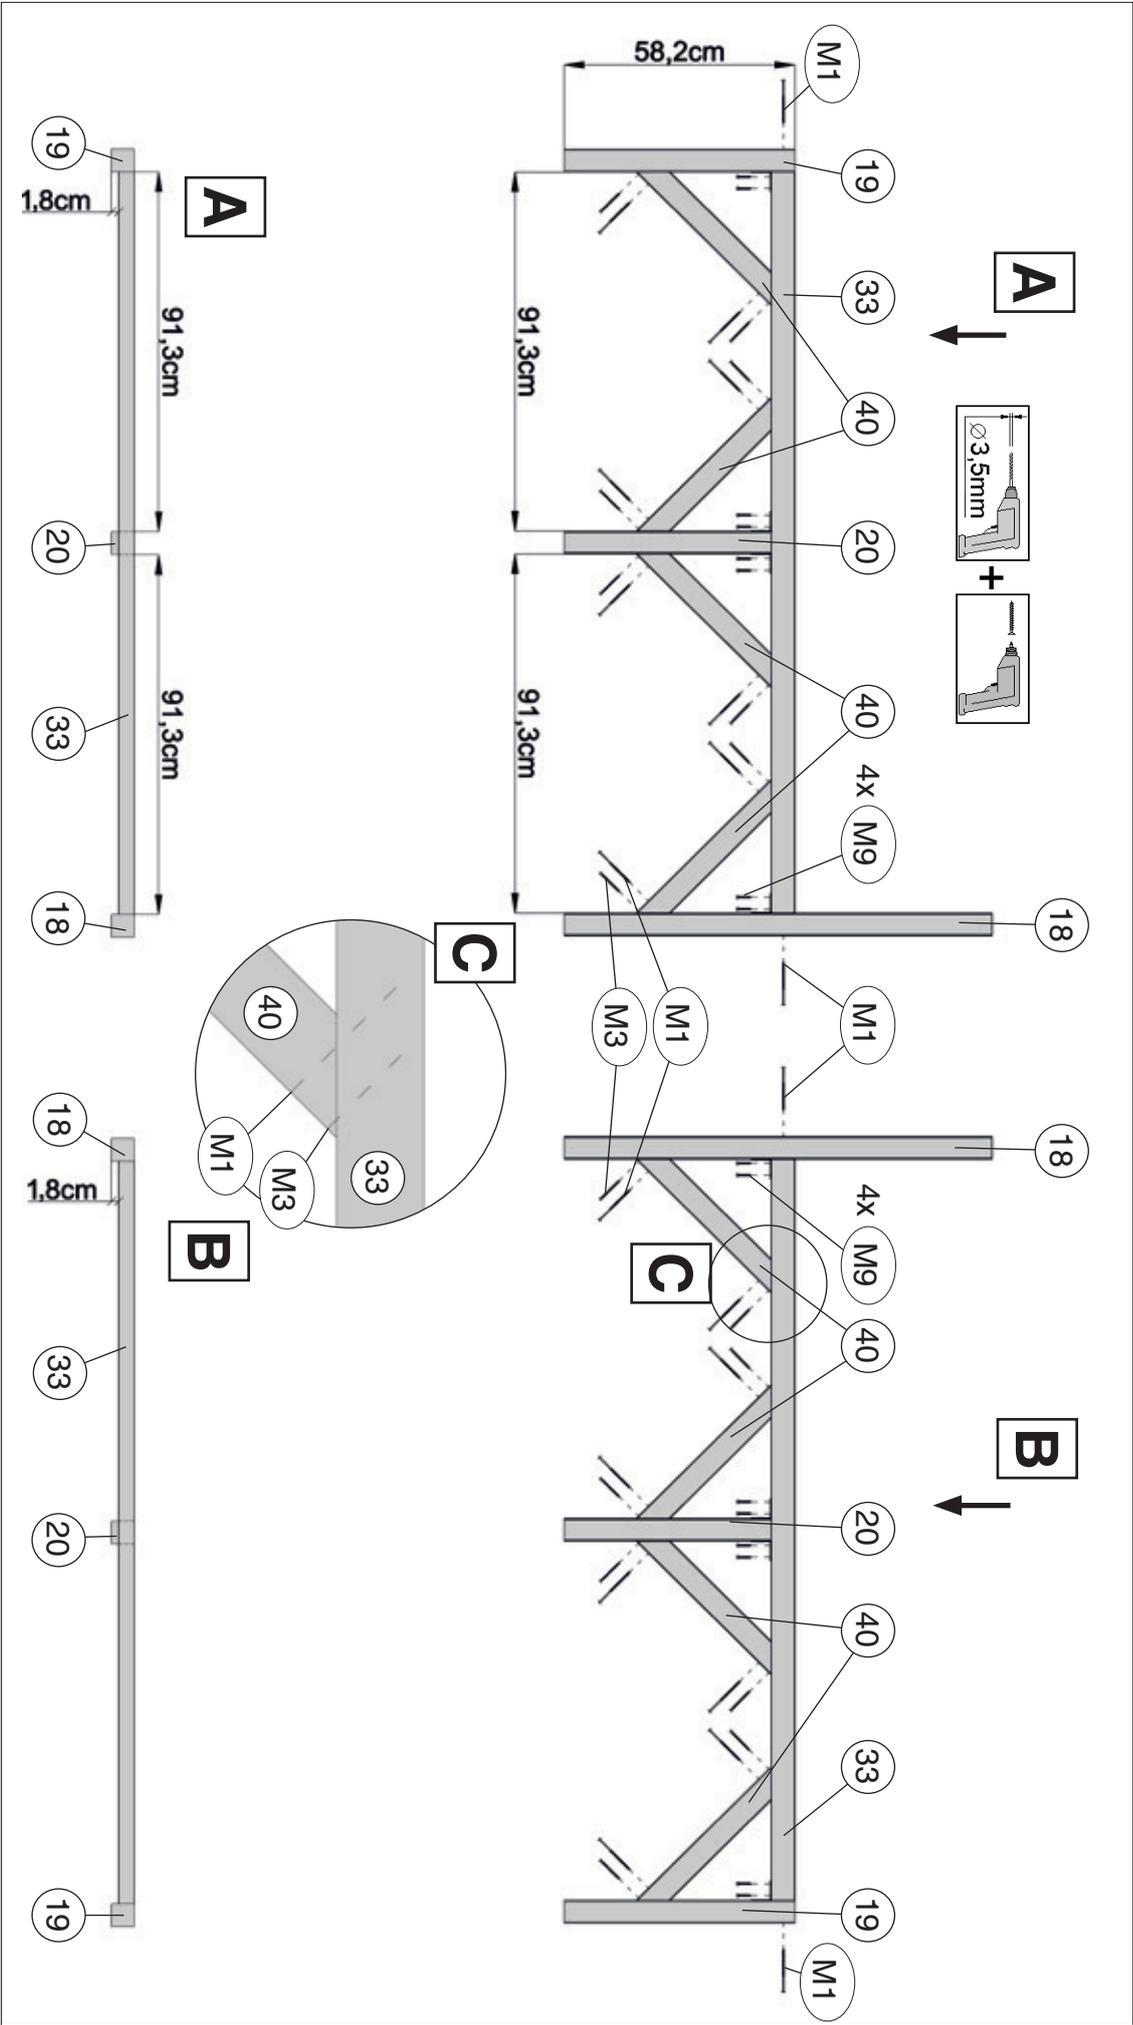 18 18
A B
⌀3,5mm +
M1 19 33 40 20 40 4x M9 M1 4x M9 40 20 40 33 19 M1
58,2cm
M1
M3
C
91,3cm 91,3cm
C
33
40
M3
M1
A B
91,3cm 91,3cm
1,8cm 1,8cm
19 20 33 18 18 33 20 19